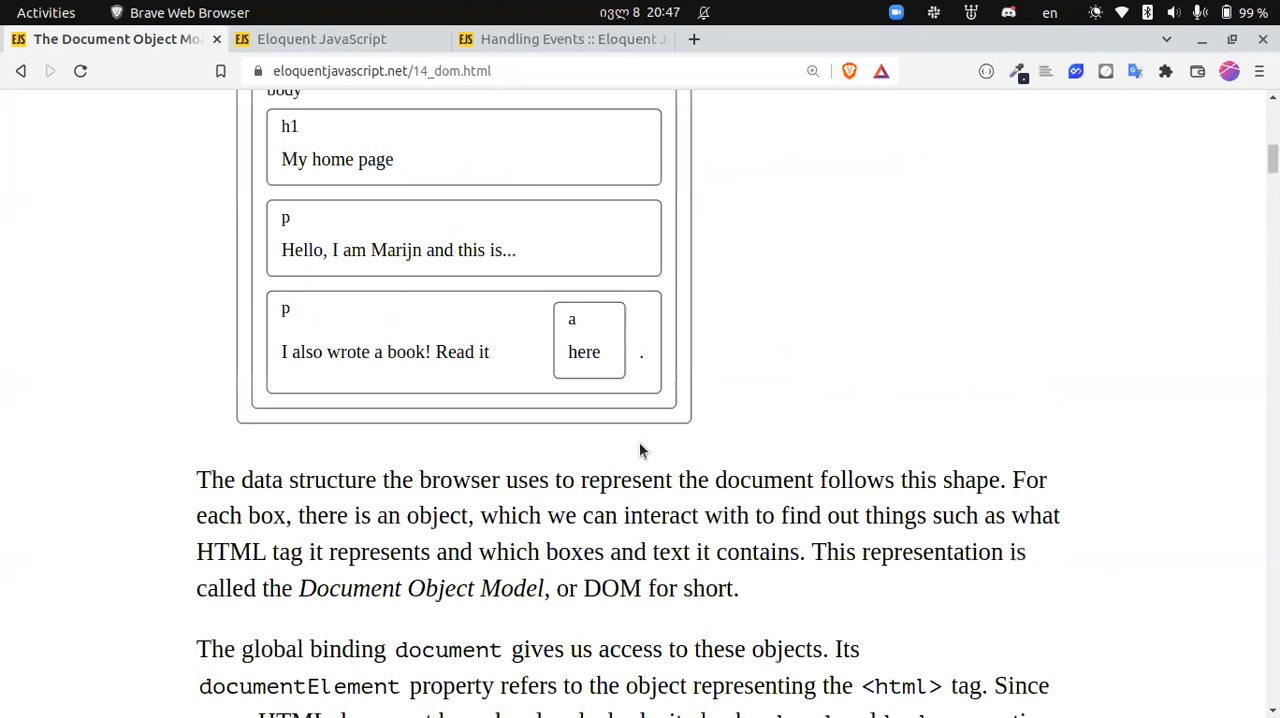 Activities Brave Web Browser ივლ 8 20:47 en 99 %
EJS The Document Object Mo EJS Eloquent JavaScript EJS Handling Events :: Eloquent J
eloquentjavascript.net/14_dom.html
body
h1
My home page
p
Hello, I am Marijn and this is...
p
a
I also wrote a book! Read it here .
The data structure the browser uses to represent the document follows this shape. For
each box, there is an object, which we can interact with to find out things such as what
HTML tag it represents and which boxes and text it contains. This representation is
called the Document Object Model, or DOM for short.
The global binding document gives us access to these objects. Its
documentElement property refers to the object representing the <html> tag. Since